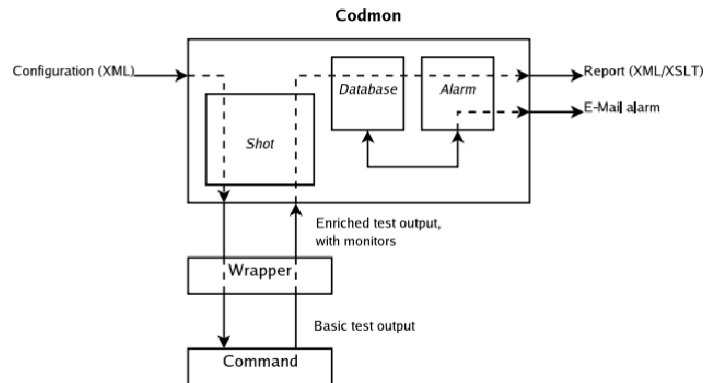 Codmon
Configuration (XML)
Report (XML/XSLT)
Database
Alarm
E-Mail alarm
Shot
Enriched test output,
with monitors
Wrapper
Basic test output
Command